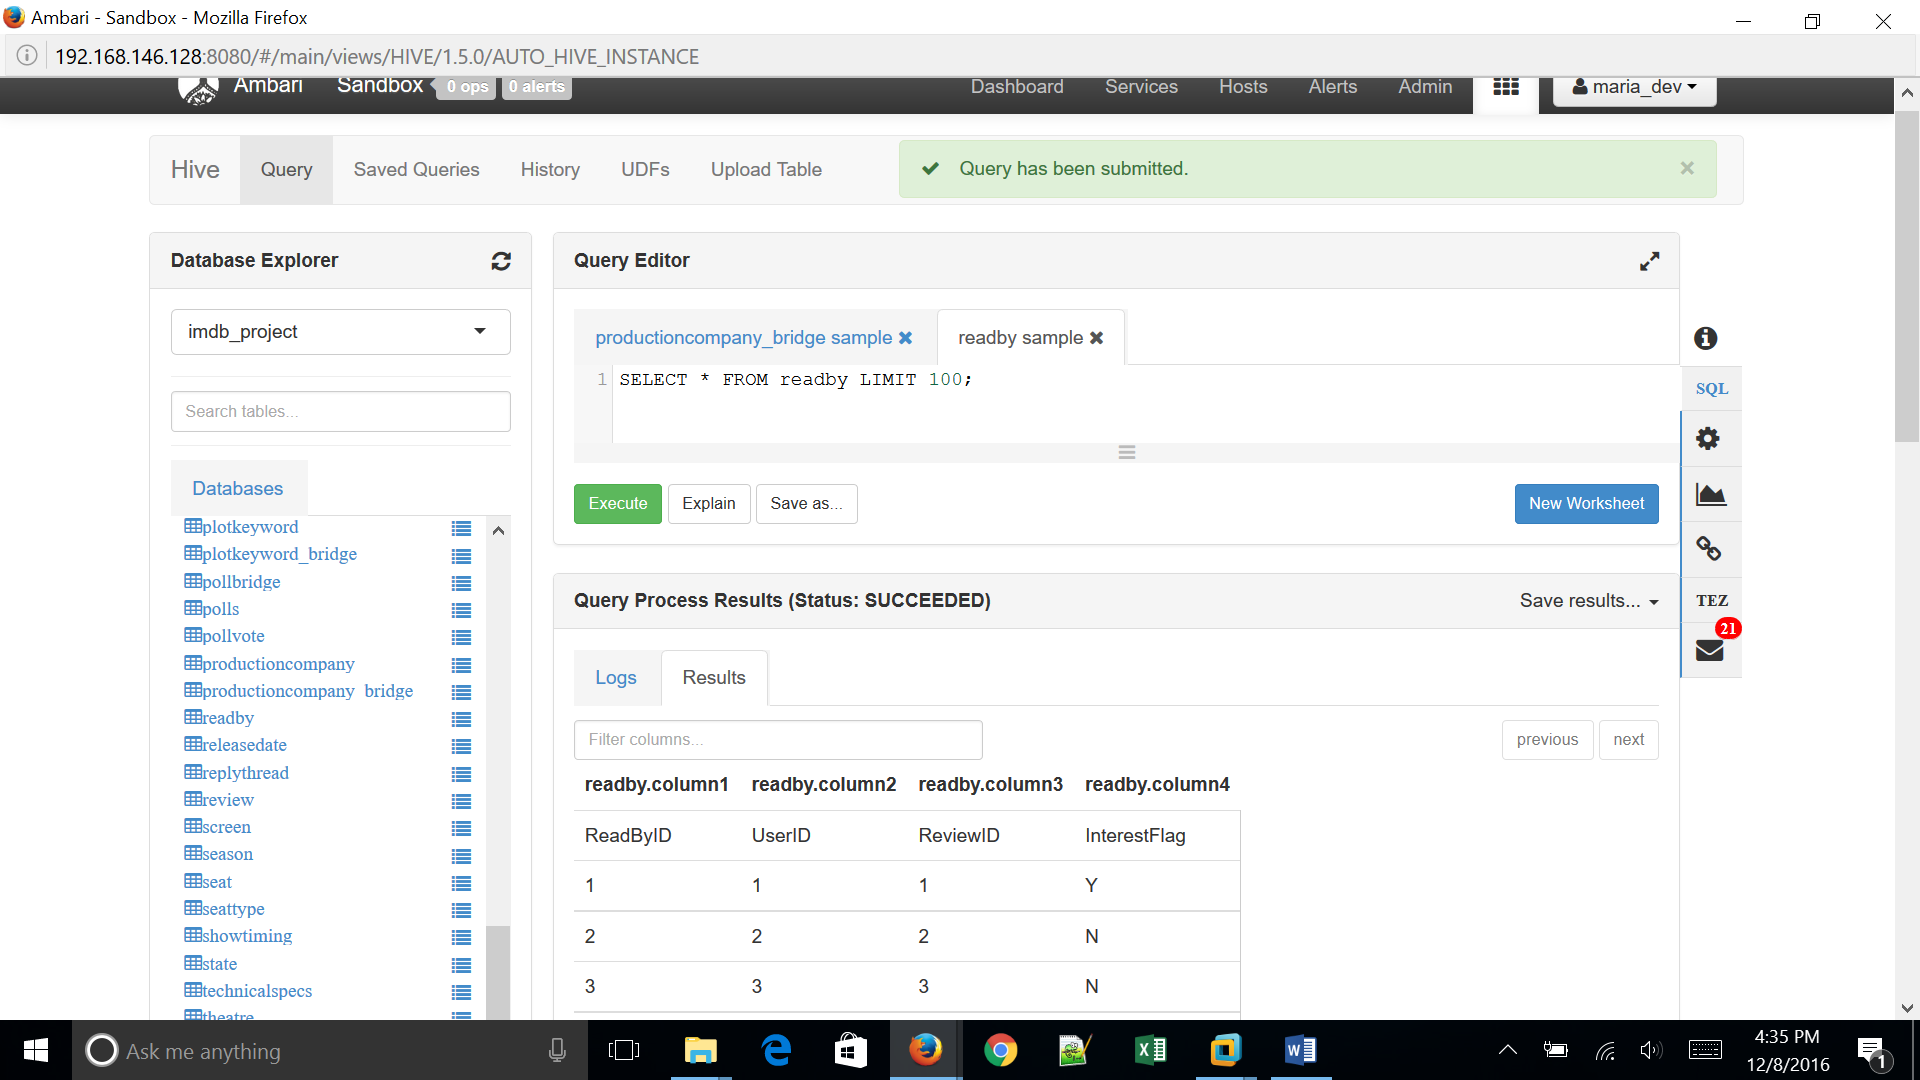 Ambari - Sandbox - Mozilla Firefox
192.168.146.128:8080/#/main/views/HIVE/1.5.0/AUTO_HIVE_INSTANCE
Ambari Sandbox 0 ops 0 alerts Dashboard Services Hosts Alerts Admin maria_dev
Hive Query Saved Queries History UDFs Upload Table Query has been submitted. ×
Database Explorer
imdb_project
Search tables...
Databases
plotkeyword
plotkeyword_bridge
pollbridge
polls
pollvote
productioncompany
productioncompany_bridge
readby
releasedate
replythread
review
screen
season
seat
seattype
showtiming
state
technicalspecs
theatre
Query Editor
productioncompany_bridge sample readby sample
1 SELECT * FROM readby LIMIT 100;
Execute Explain Save as... New Worksheet
SQL
TEZ
21
Query Process Results (Status: SUCCEEDED) Save results...
Logs Results
Filter columns... previous next
readby.column1 readby.column2 readby.column3 readby.column4
ReadByID UserID ReviewID InterestFlag
1 1 1 Y
2 2 2 N
3 3 3 N
Ask me anything
4:35 PM
12/8/2016
1